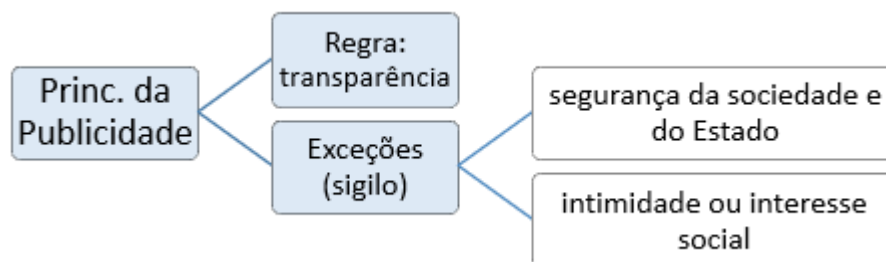 Princ. da
Publicidade
Regra:
transparência
Exceções
(sigilo)
segurança da sociedade e
do Estado
intimidade ou interesse
social